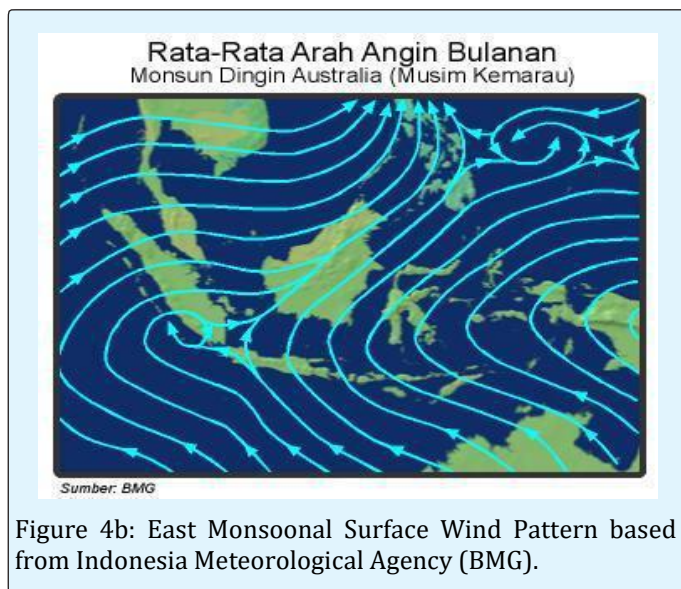 Rata-Rata Arah Angin Bulanan
Monsun Dingin Australia (Musim Kemarau)
Sumber: BMG
Figure 4b: East Monsoonal Surface Wind Pattern based
from Indonesia Meteorological Agency (BMG).